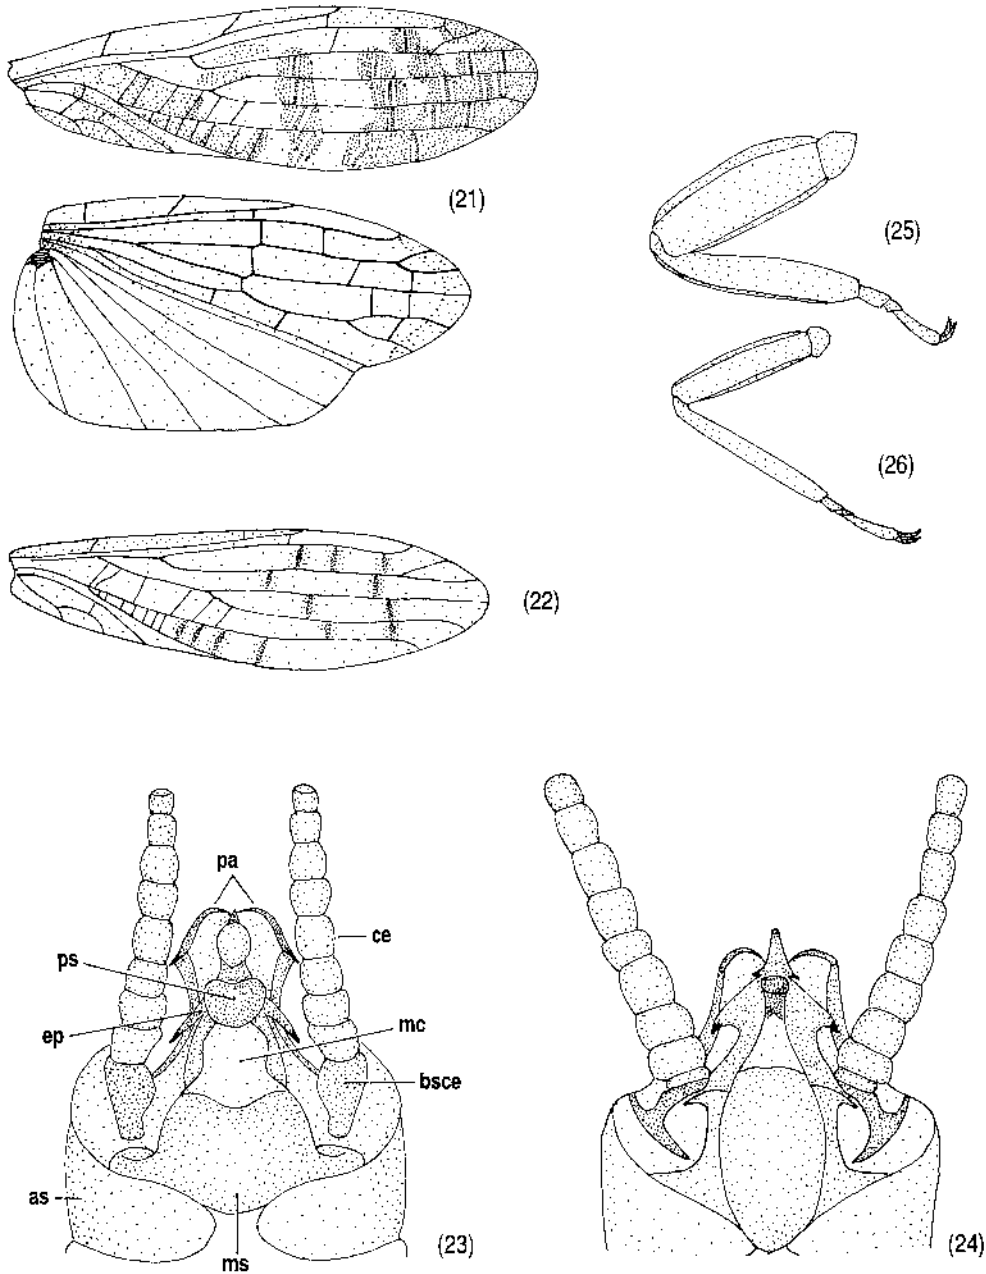 (21)
(25)
(26)
(22)
pa
ce
ps
ep
mc
bsce
as
ms
(23)
(24)